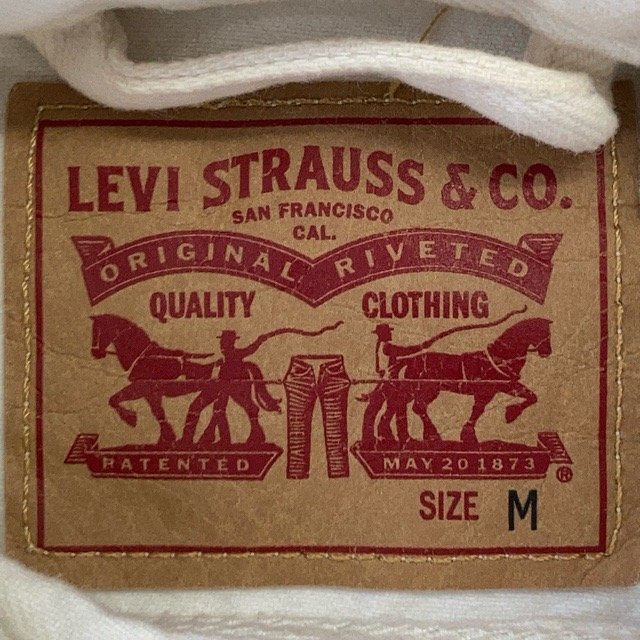 LEVI STRAUSS & CO.
SAN FRANCISCO
CAL.
ORIGINAL RIVETED
QUALITY CLOTHING
PATENTED MAY 20 1873 ®
SIZE M